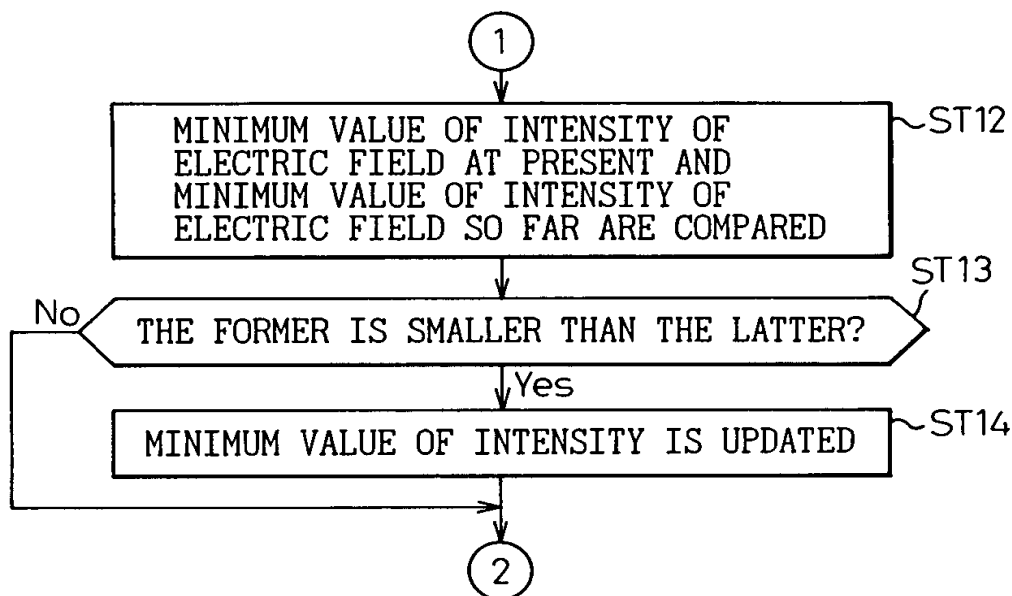 1
MINIMUM VALUE OF INTENSITY OF
ELECTRIC FIELD AT PRESENT AND
MINIMUM VALUE OF INTENSITY OF
ELECTRIC FIELD SO FAR ARE COMPARED
ST12
ST13
No
THE FORMER IS SMALLER THAN THE LATTER?
Yes
MINIMUM VALUE OF INTENSITY IS UPDATED
ST14
2